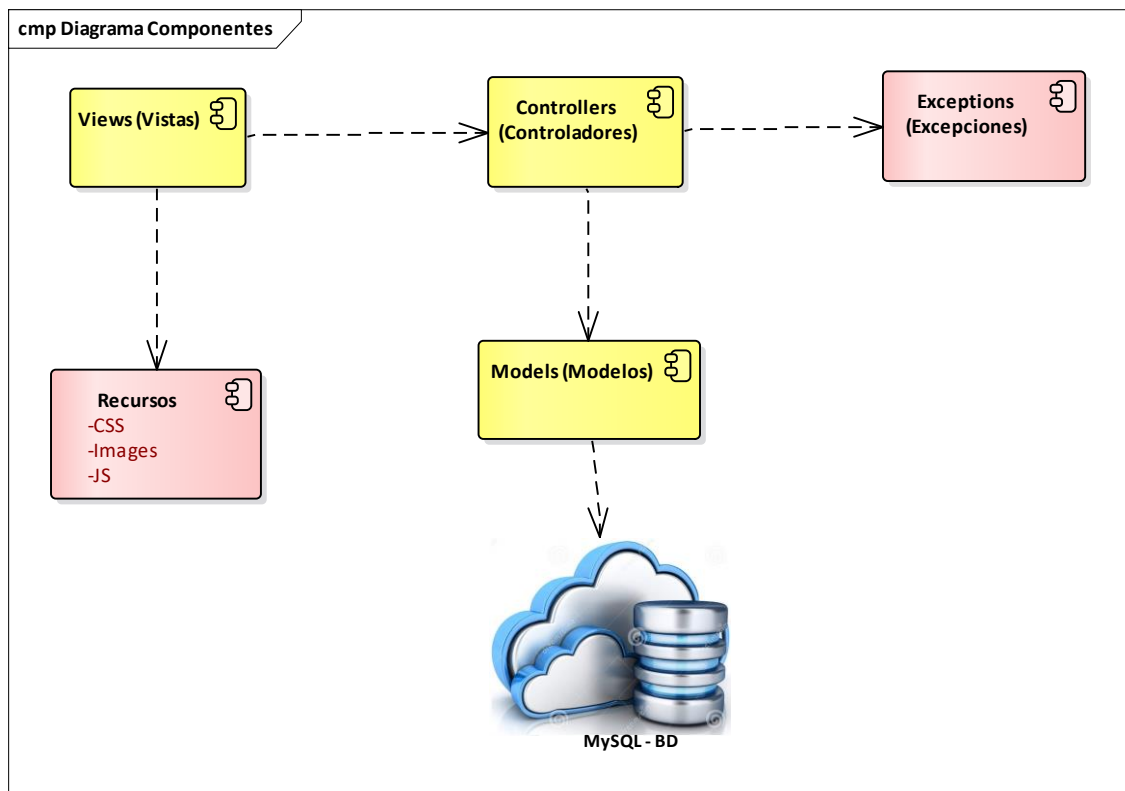 cmp Diagrama Componentes
Views (Vistas)
Controllers
(Controladores)
Exceptions
(Excepciones)
Models (Modelos)
Recursos
-CSS
-Images
-JS
MySQL - BD